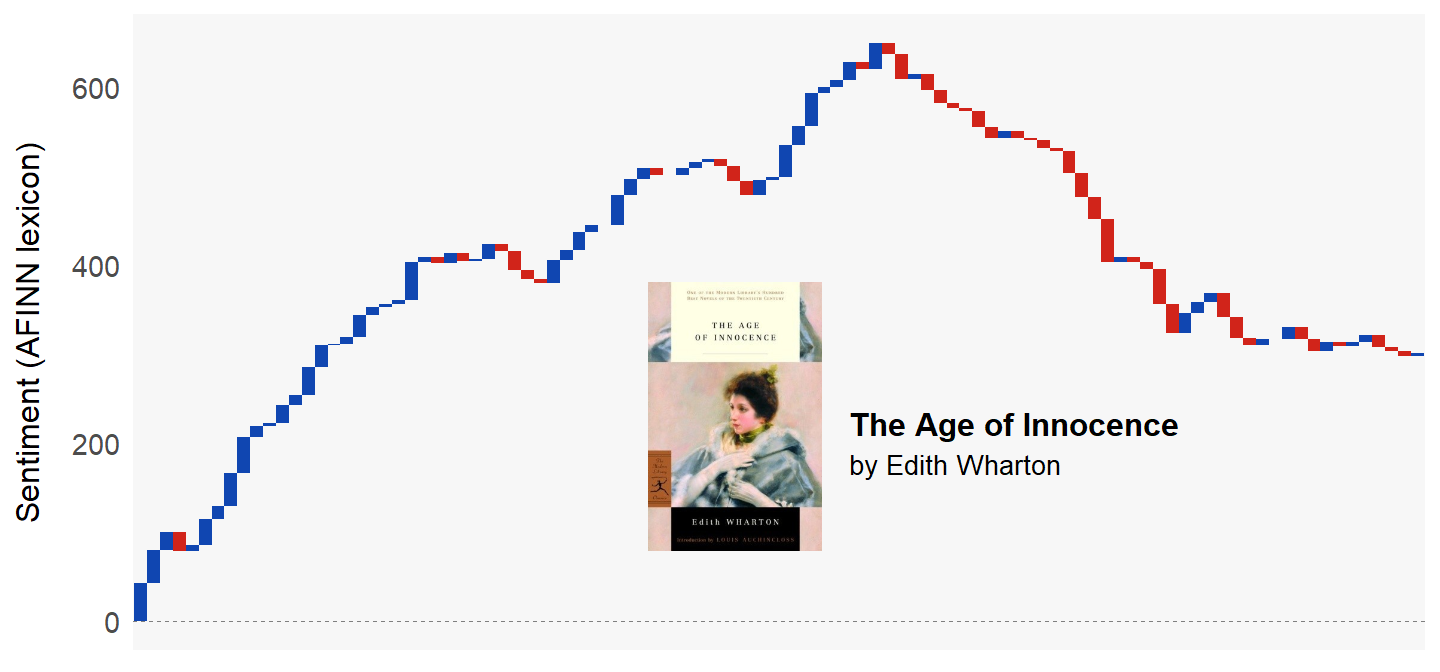 Sentiment (AFINN lexicon)
600
400
200
0
ONE OF THE MODERN LIBRARY'S HUNDRED
BEST NOVELS OF THE TWENTIETH CENTURY
THE AGE
OF INNOCENCE
Edith WHARTON
Introduction by LOUIS AUCHINCLOSS
The Age of Innocence
by Edith Wharton